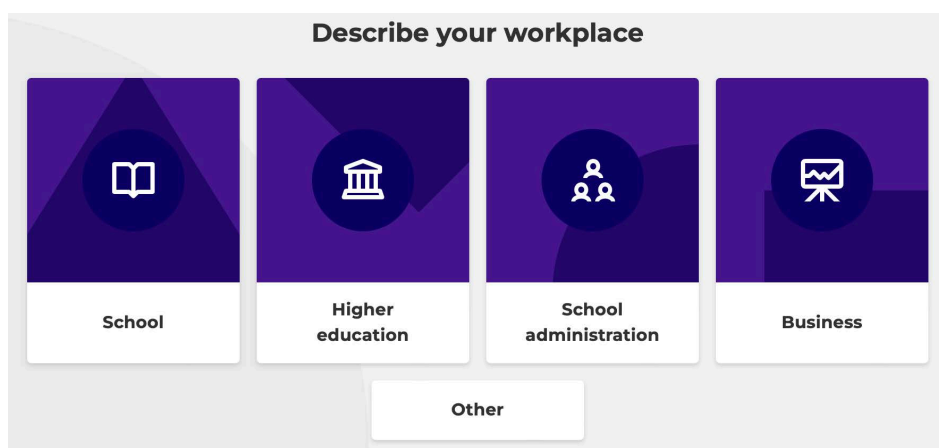 Describe your workplace
School
Higher
education
School
administration
Business
Other